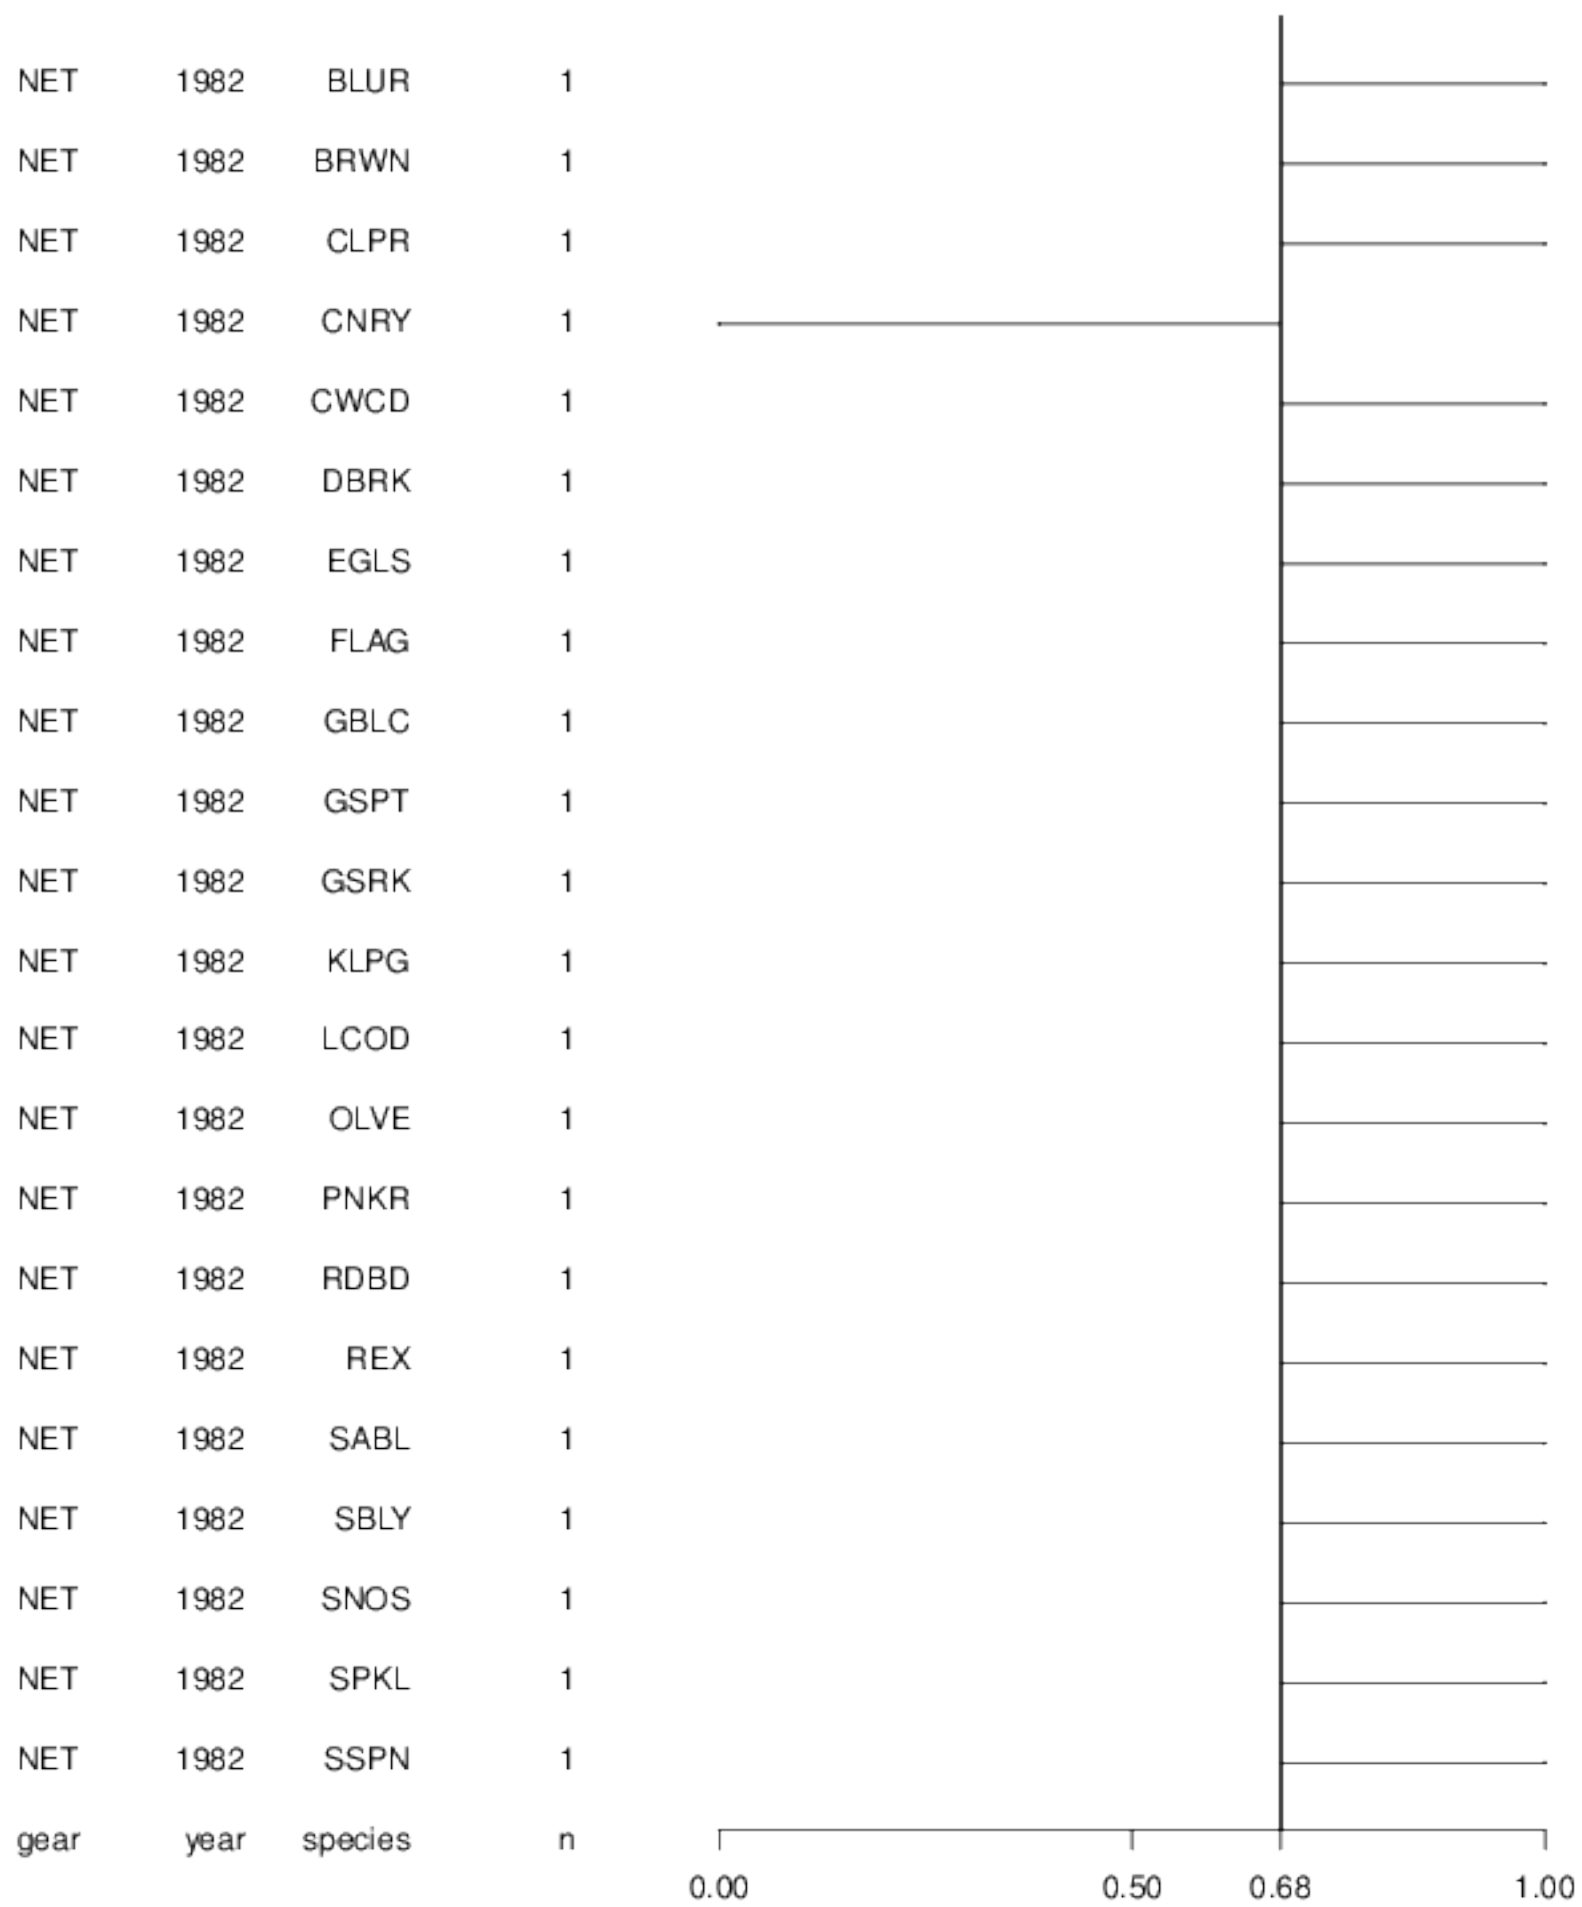 NET 1982 BLUR 1
NET 1982 BRWN 1
NET 1982 CLPR 1
NET 1982 CNRY 1
NET 1982 CWCD 1
NET 1982 DBRK 1
NET 1982 EGLS 1
NET 1982 FLAG 1
NET 1982 GBLC 1
NET 1982 GSPT 1
NET 1982 GSRK 1
NET 1982 KLPG 1
NET 1982 LCOD 1
NET 1982 OLVE 1
NET 1982 PNKR 1
NET 1982 RDBD 1
NET 1982 REX 1
NET 1982 SABL 1
NET 1982 SBLY 1
NET 1982 SNOS 1
NET 1982 SPKL 1
NET 1982 SSPN 1
gear year species n
0.00 0.50 0.68 1.00